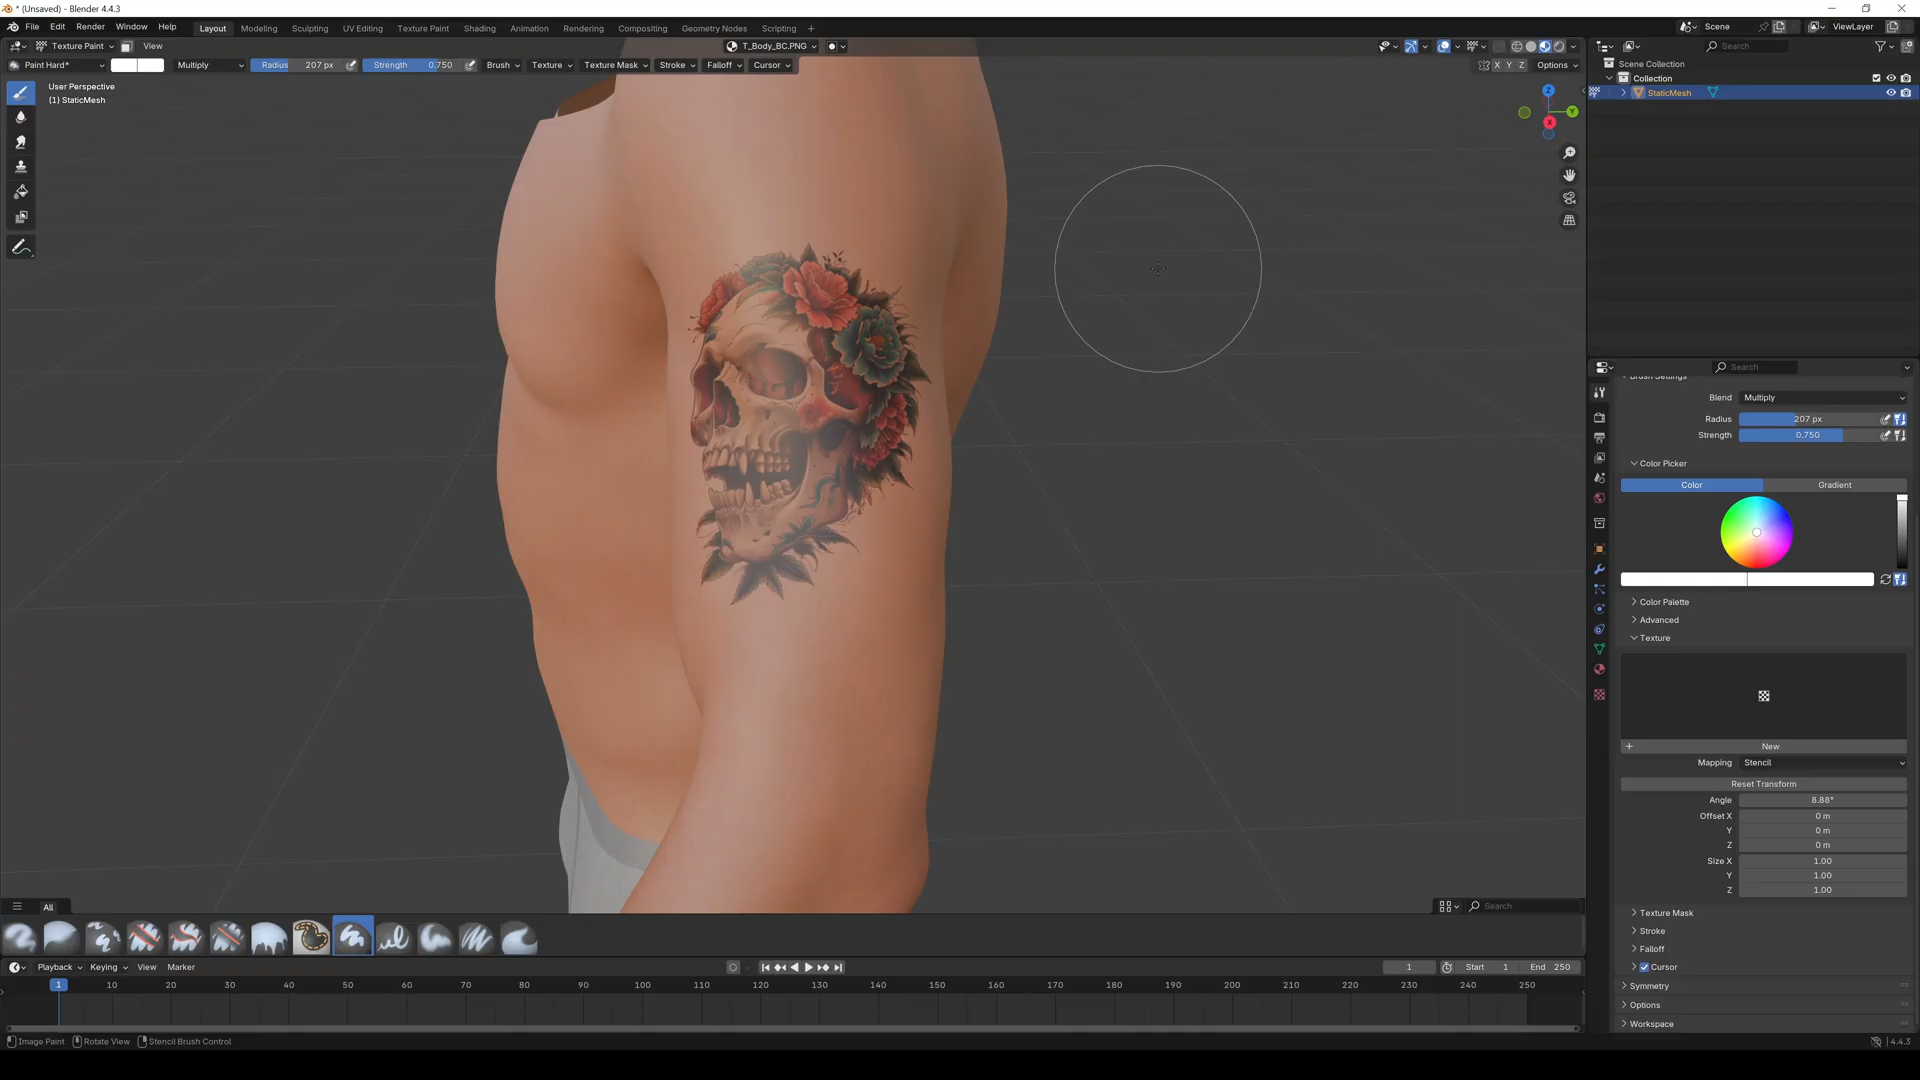 * (Unsaved) - Blender 4.4.3
File Edit Render Window Help Layout Modeling Sculpting UV Editing Texture Paint Shading Animation Rendering Compositing Geometry Nodes Scripting + Scene ViewLayer
Texture Paint View T_Body_BC.PNG Search
Paint Hard* Multiply Radius 207 px Strength 0.750 Brush Texture Texture Mask Stroke Falloff Cursor X Y Z Options
User Perspective
(1) StaticMesh
Z
Y
X
Scene Collection
Collection
StaticMesh
Search
Brush Settings
Blend Multiply
Radius 207 px
Strength 0.750
Color Picker
Color Gradient
Color Palette
Advanced
Texture
+ New
Mapping Stencil
Reset Transform
Angle 8.88°
Offset X 0 m
Y 0 m
Z 0 m
Size X 1.00
Y 1.00
Z 1.00
Texture Mask
Stroke
Falloff
Cursor
Symmetry
Options
Workspace
All Search
Playback Keying View Marker 1 Start 1 End 250
1 10 20 30 40 50 60 70 80 90 100 110 120 130 140 150 160 170 180 190 200 210 220 230 240 250
Image Paint Rotate View Stencil Brush Control 4.4.3